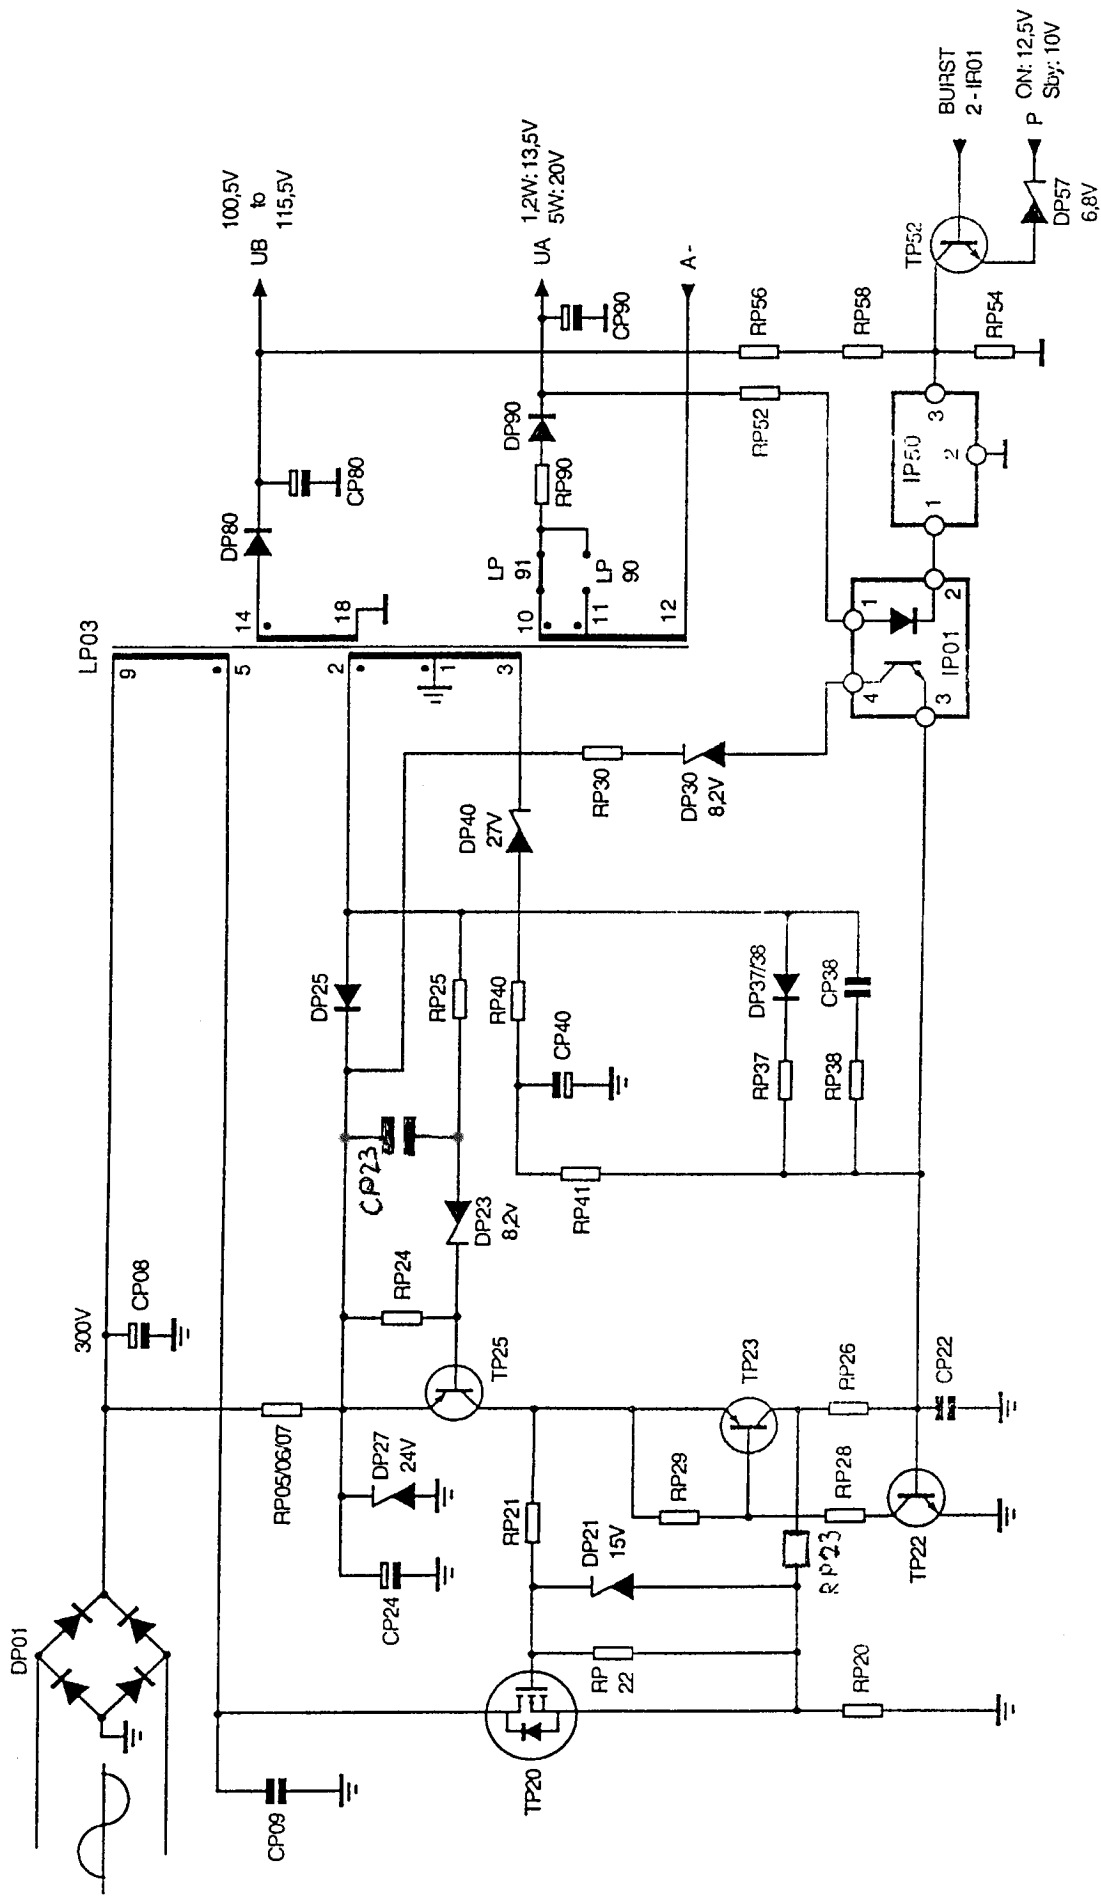 DP01
300V
CP08
CP09
LP03
9
5
14
18
DP80
CP80
UB
100,5V
to
115,5V
10
11
12
LP
91
LP
90
RP90
DP90
CP90
UA
1,2W: 13,5V
5W: 20V
A -
2
1
3
RP05/06/07
DP25
DP27
24V
CP24
CP23
RP24
RP25
DP23
8,2V
TP25
DP40
27V
RP40
CP40
RP41
RP30
DP30
8,2V
RP52
RP56
RP58
RP54
RP21
DP21
15V
RP
22
TP20
RP29
TP23
RP28
RP26
RP23
TP22
CP22
RP20
DP37/38
RP37
CP38
RP38
IP01
1
2
3
4
IP50
1
2
3
TP52
BURST
2 - IR01
P
ON: 12,5V
Sby: 10V
DP57
6,8V